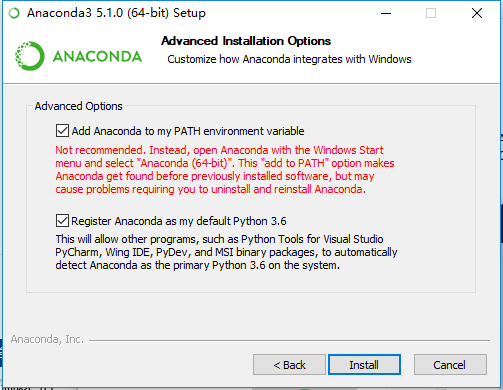 Anaconda3 5.1.0 (64-bit) Setup
ANACONDA
Advanced Installation Options
Customize how Anaconda integrates with Windows
Advanced Options
Add Anaconda to my PATH environment variable
Not recommended. Instead, open Anaconda with the Windows Start
menu and select "Anaconda (64-bit)". This "add to PATH" option makes
Anaconda get found before previously installed software, but may
cause problems requiring you to uninstall and reinstall Anaconda.
Register Anaconda as my default Python 3.6
This will allow other programs, such as Python Tools for Visual Studio
PyCharm, Wing IDE, PyDev, and MSI binary packages, to automatically
detect Anaconda as the primary Python 3.6 on the system.
Anaconda, Inc.
< Back
Install
Cancel